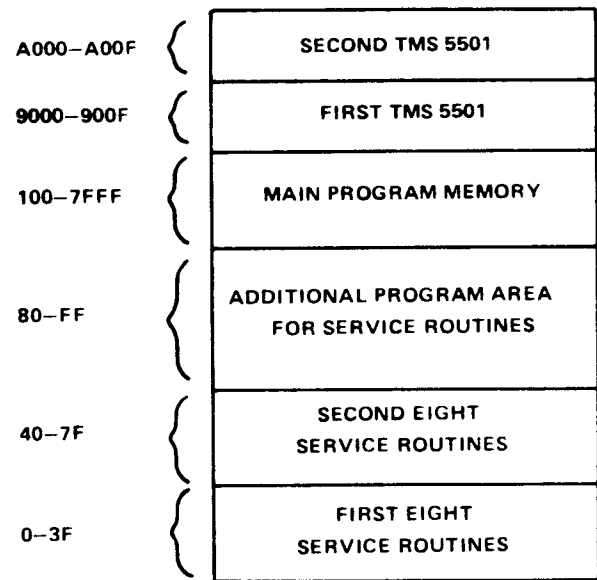 A000–A00F SECOND TMS 5501
9000–900F FIRST TMS 5501
100–7FFF MAIN PROGRAM MEMORY
80–FF ADDITIONAL PROGRAM AREA
FOR SERVICE ROUTINES
40–7F SECOND EIGHT
SERVICE ROUTINES
0–3F FIRST EIGHT
SERVICE ROUTINES